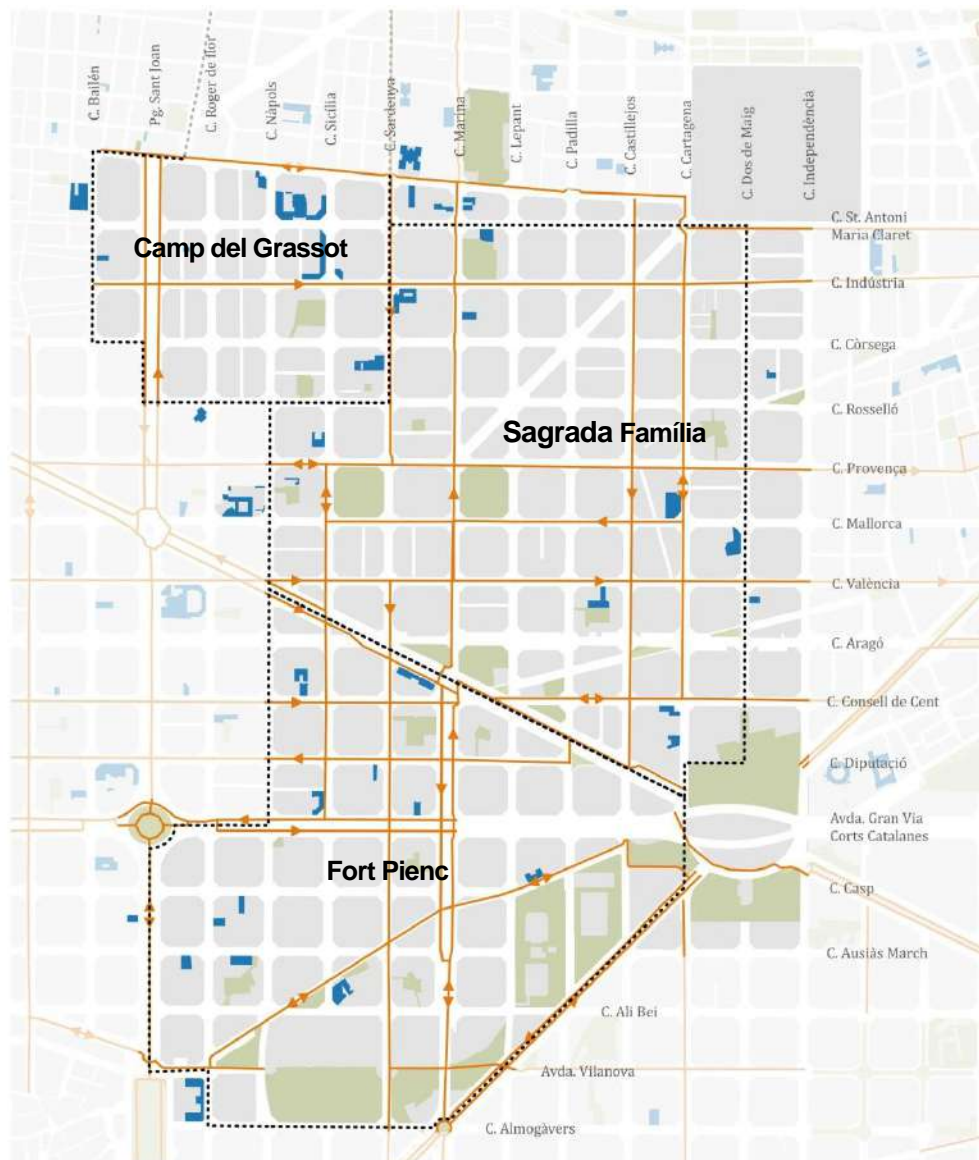 C. Bailén
Pg. Sant Joan
C. Roger de flor
C. Nàpols
C. Sicília
C. Sardenya
C. Marina
C. Lepant
C. Padilla
C. Castillejos
C. Cartagena
C. Dos de Maig
C. Independència
C. St. Antoni
Maria Claret
Camp del Grassot
C. Indústria
C. Còrsega
C. Rosselló
Sagrada Família
C. Provença
C. Mallorca
C. València
C. Aragó
C. Consell de Cent
C. Diputació
Avda. Gran Via
Corts Catalanes
Fort Pienc
C. Casp
C. Ausiàs March
C. Ali Bei
Avda. Vilanova
C. Almogàvers